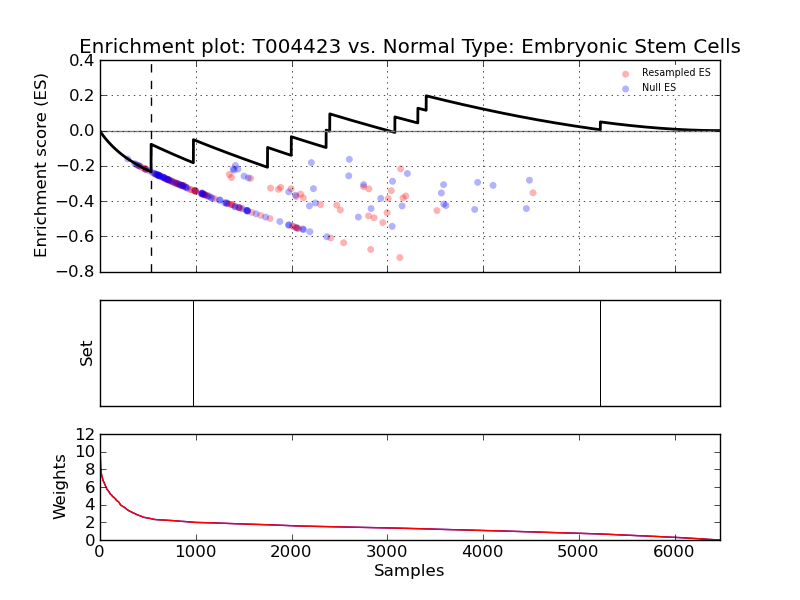 Enrichment plot: T004423 vs. Normal Type: Embryonic Stem Cells
Enrichment score (ES)
0.4
0.2
0.0
−0.2
−0.4
−0.6
−0.8
Resampled ES
Null ES
Set
Weights
12
10
8
6
4
2
0
0 1000 2000 3000 4000 5000 6000
Samples